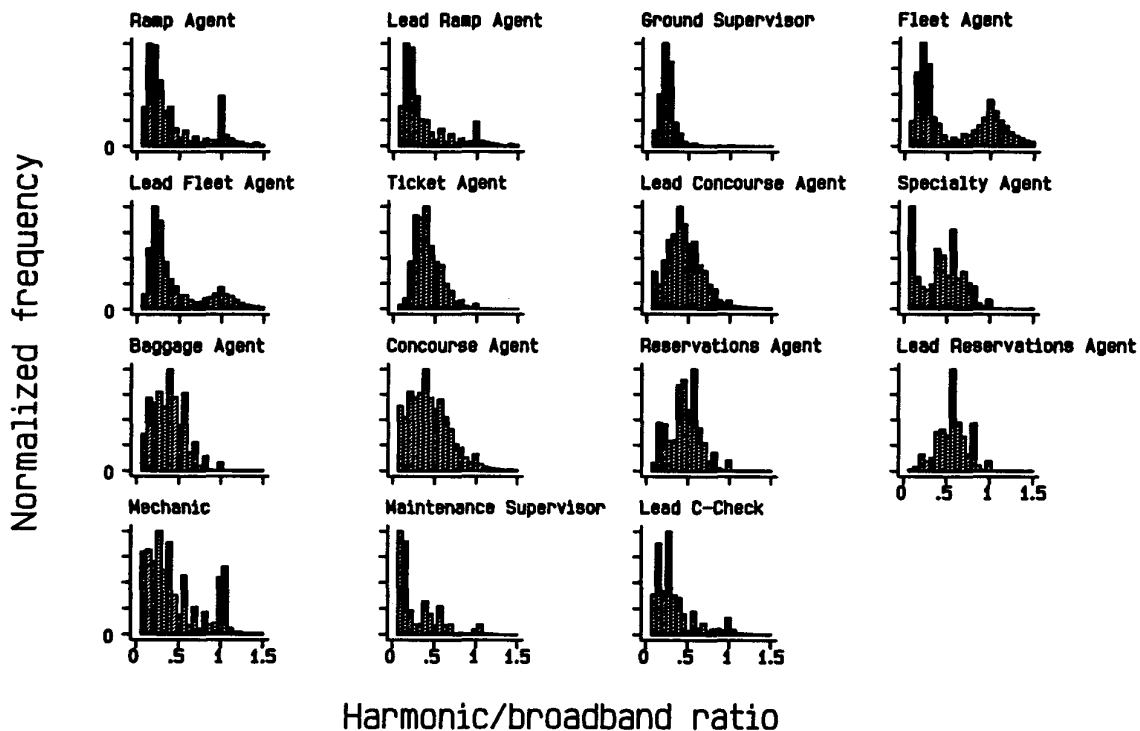 Ramp Agent
Lead Ramp Agent
Ground Supervisor
Fleet Agent
0
Lead Fleet Agent
Ticket Agent
Lead Concourse Agent
Specialty Agent
0
Baggage Agent
Concourse Agent
Reservations Agent
Lead Reservations Agent
0
0 .5 1 1.5
Mechanic
Maintenance Supervisor
Lead C-Check
0
0 .5 1 1.5
0 .5 1 1.5
0 .5 1 1.5
Normalized frequency
Harmonic/broadband ratio